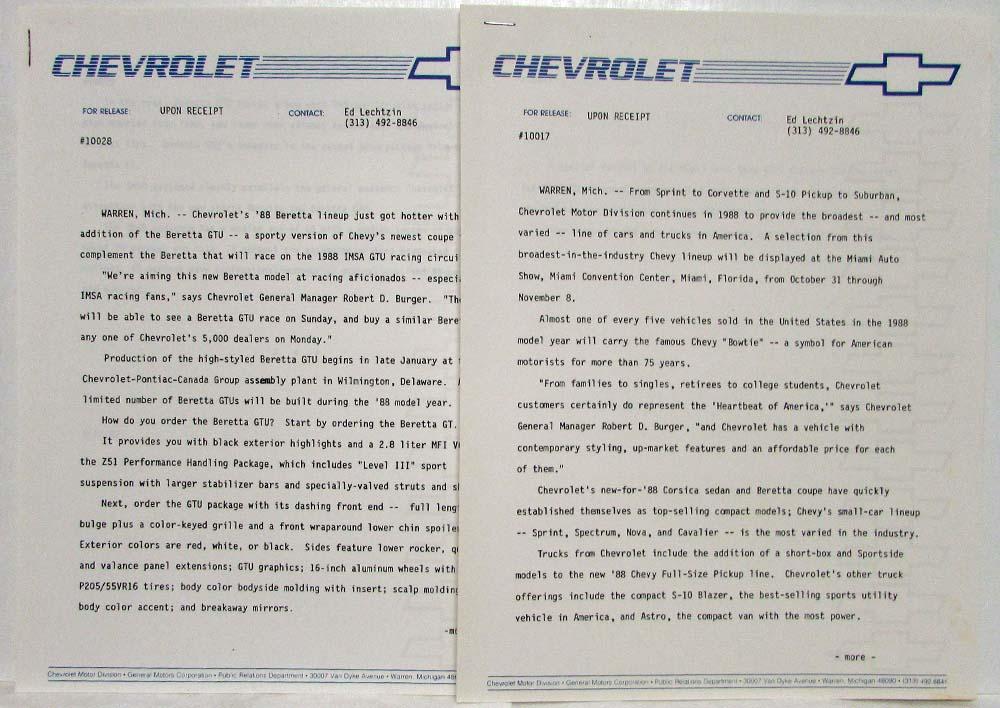 CHEVROLET
FOR RELEASE: UPON RECEIPT CONTACT: Ed Lechtzin
(313) 492-8846
#10028
WARREN, Mich. -- Chevrolet's '88 Beretta lineup just got hotter with
addition of the Beretta GTU -- a sporty version of Chevy's newest coupe
complement the Beretta that will race on the 1988 IMSA GTU racing circui
"We're aiming this new Beretta model at racing aficionados -- especi
IMSA racing fans," says Chevrolet General Manager Robert D. Burger. "Th
will be able to see a Beretta GTU race on Sunday, and buy a similar Bere
any one of Chevrolet's 5,000 dealers on Monday."
Production of the high-styled Beretta GTU begins in late January at
Chevrolet-Pontiac-Canada Group assembly plant in Wilmington, Delaware.
limited number of Beretta GTUs will be built during the '88 model year.
How do you order the Beretta GTU? Start by ordering the Beretta GT.
It provides you with black exterior highlights and a 2.8 liter MFI V
the Z51 Performance Handling Package, which includes "Level III" sport
suspension with larger stabilizer bars and specially-valved struts and s
Next, order the GTU package with its dashing front end -- full leng
bulge plus a color-keyed grille and a front wraparound lower chin spoile
Exterior colors are red, white, or black. Sides feature lower rocker, q
and valance panel extensions; GTU graphics; 16-inch aluminum wheels with
P205/55VR16 tires; body color bodyside molding with insert; scalp molding
body color accent; and breakaway mirrors.
-mo
Chevrolet Motor Division • General Motors Corporation • Public Relations Department • 30007 Van Dyke Avenue • Warren, Michigan 48
CHEVROLET
FOR RELEASE: UPON RECEIPT CONTACT: Ed Lechtzin
(313) 492-8846
#10017
WARREN, Mich. -- From Sprint to Corvette and S-10 Pickup to Suburban,
Chevrolet Motor Division continues in 1988 to provide the broadest -- and most
varied -- line of cars and trucks in America. A selection from this
broadest-in-the-industry Chevy lineup will be displayed at the Miami Auto
Show, Miami Convention Center, Miami, Florida, from October 31 through
November 8.
Almost one of every five vehicles sold in the United States in the 1988
model year will carry the famous Chevy "Bowtie" -- a symbol for American
motorists for more than 75 years.
"From families to singles, retirees to college students, Chevrolet
customers certainly do represent the 'Heartbeat of America,'" says Chevrolet
General Manager Robert D. Burger, "and Chevrolet has a vehicle with
contemporary styling, up-market features and an affordable price for each
of them."
Chevrolet's new-for-'88 Corsica sedan and Beretta coupe have quickly
established themselves as top-selling compact models; Chevy's small-car lineup
-- Sprint, Spectrum, Nova, and Cavalier -- is the most varied in the industry.
Trucks from Chevrolet include the addition of a short-box and Sportside
models to the new '88 Chevy Full-Size Pickup line. Chevrolet's other truck
offerings include the compact S-10 Blazer, the best-selling sports utility
vehicle in America, and Astro, the compact van with the most power.
- more -
Chevrolet Motor Division • General Motors Corporation • Public Relations Department • 30007 Van Dyke Avenue • Warren, Michigan 48090 • (313) 492-8841